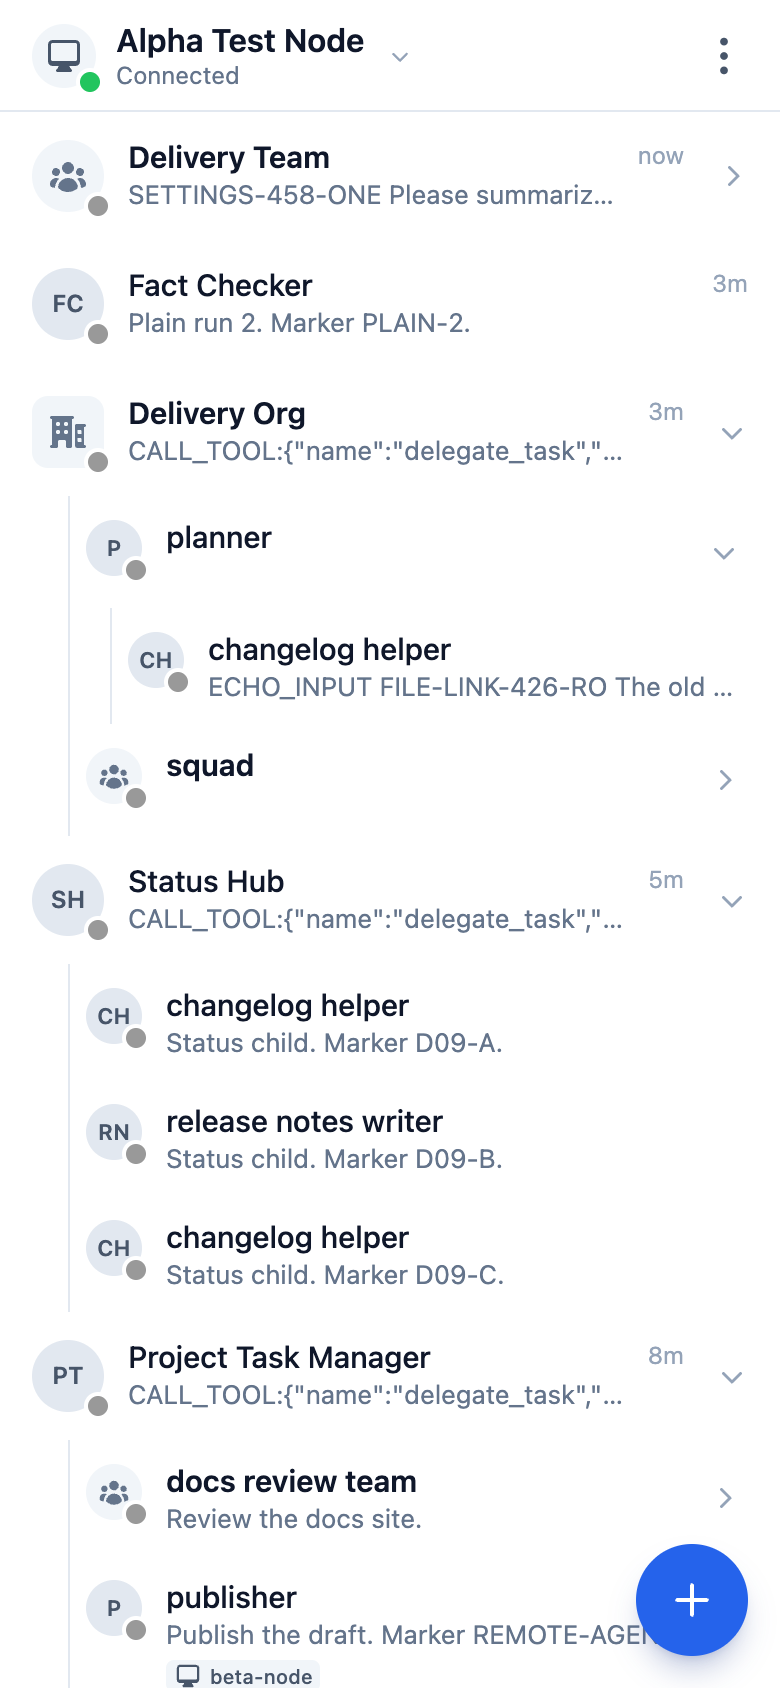 Alpha Test Node
Connected
Delivery Team
now
SETTINGS-458-ONE Please summariz...
FC
Fact Checker
3m
Plain run 2. Marker PLAIN-2.
Delivery Org
3m
CALL_TOOL:{"name":"delegate_task","...
P
planner
CH
changelog helper
ECHO_INPUT FILE-LINK-426-RO The old ...
squad
SH
Status Hub
5m
CALL_TOOL:{"name":"delegate_task","...
CH
changelog helper
Status child. Marker D09-A.
RN
release notes writer
Status child. Marker D09-B.
CH
changelog helper
Status child. Marker D09-C.
PT
Project Task Manager
8m
CALL_TOOL:{"name":"delegate_task","...
docs review team
Review the docs site.
P
publisher
Publish the draft. Marker
beta-node